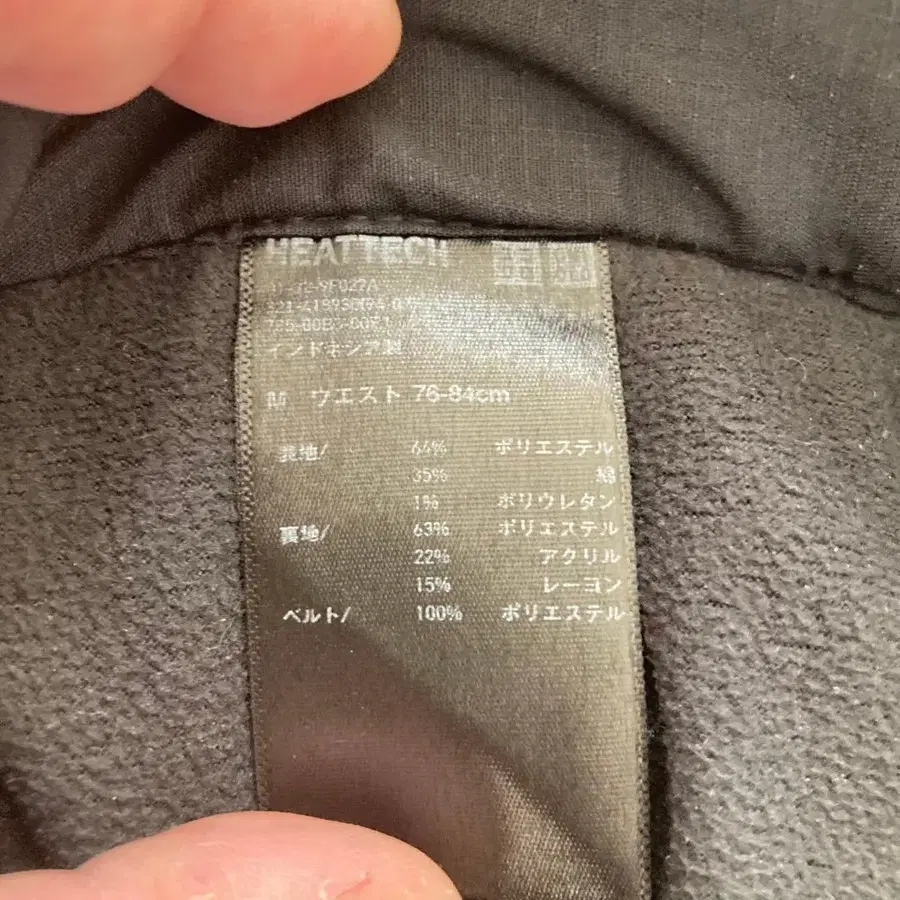 HEATTECH
インドネシア製
M ウエスト 76-84cm
表地/ 64% ポリエステル
35% 綿
1% ポリウレタン
裏地/ 63% ポリエステル
22% アクリル
15% レーヨン
ベルト/ 100% ポリエステル